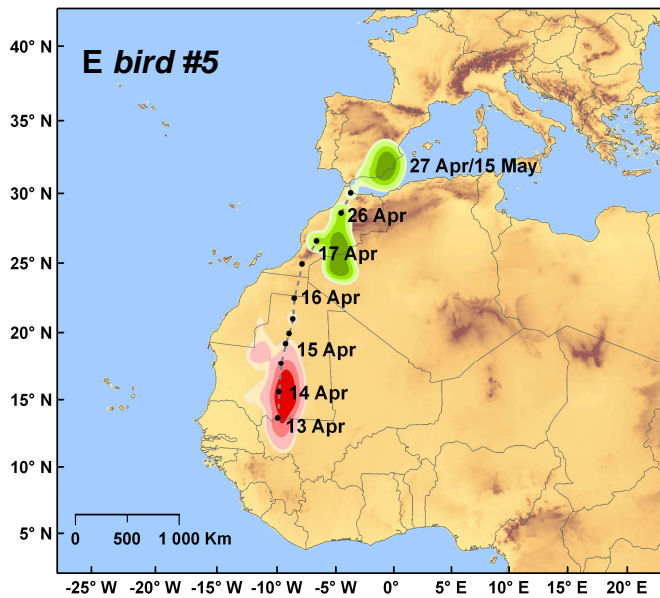 E bird #5
40° N
35° N
30° N
25° N
20° N
15° N
10° N
5° N
27 Apr/15 May
26 Apr
17 Apr
16 Apr
15 Apr
14 Apr
13 Apr
0 500 1 000 Km
-25° W -20° W -15° W -10° W -5° W 0° 5° E 10° E 15° E 20° E